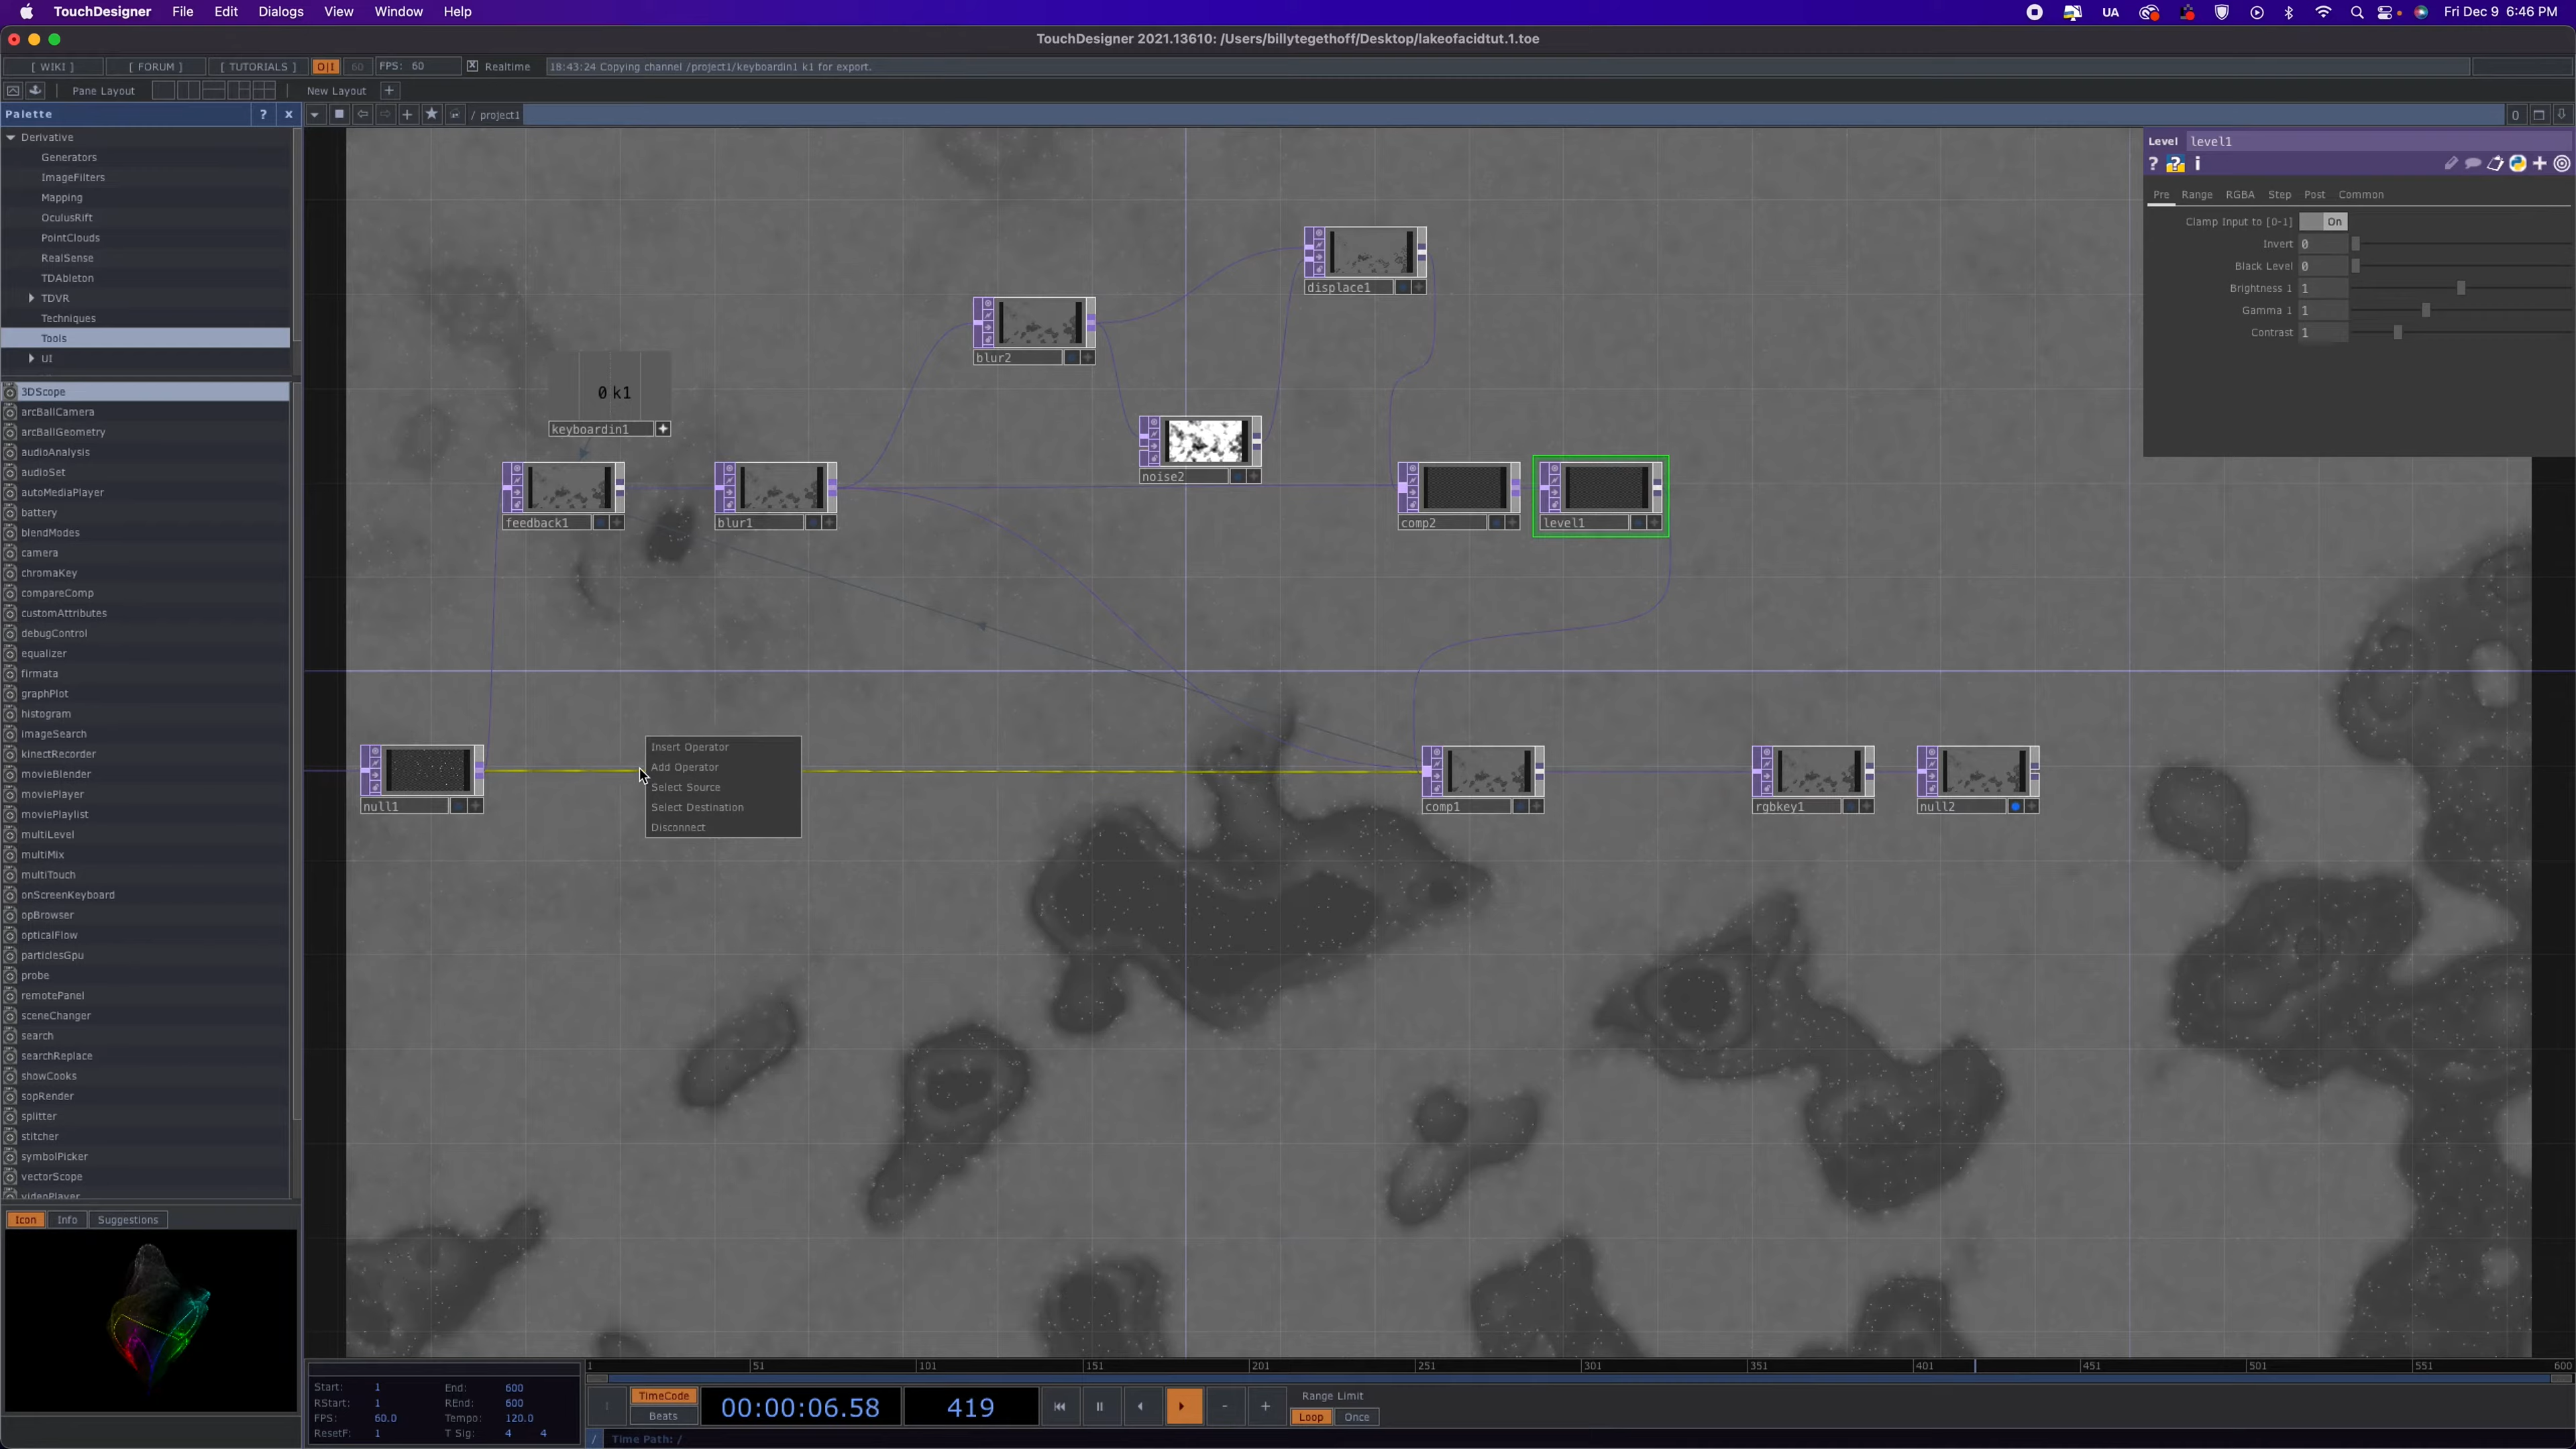 TouchDesigner File Edit Dialogs View Window Help UA Fri Dec 9 6:46 PM
TouchDesigner 2021.13610: /Users/billytegethoff/Desktop/lakeofacidtut.1.toe
[ WIKI ] [ FORUM ] [ TUTORIALS ] O|I 60 FPS: 60 Realtime 18:43:24 Copying channel /project1/keyboardin1 k1 for export.
Pane Layout New Layout +
Palette ? x / project1 0
Derivative
Generators
ImageFilters
Mapping
OculusRift
PointClouds
RealSense
TDAbleton
TDVR
Techniques
Tools
UI
3DScope
arcBallCamera
arcBallGeometry
audioAnalysis
audioSet
autoMediaPlayer
battery
blendModes
camera
chromaKey
compareComp
customAttributes
debugControl
equalizer
firmata
graphPlot
histogram
imageSearch
kinectRecorder
movieBlender
moviePlayer
moviePlaylist
multiLevel
multiMix
multiTouch
onScreenKeyboard
opBrowser
opticalFlow
particlesGpu
probe
remotePanel
sceneChanger
search
searchReplace
showCooks
sopRender
splitter
stitcher
symbolPicker
vectorScope
videoPlayer
Icon Info Suggestions
displace1
blur2
0 k1
keyboardin1
noise2
feedback1
blur1
comp2
level1
null1
Insert Operator
Add Operator
Select Source
Select Destination
Disconnect
comp1
rgbkey1
null2
Level level1
? ? i
Pre Range RGBA Step Post Common
Clamp Input to [0-1] On
Invert 0
Black Level 0
Brightness 1 1
Gamma 1 1
Contrast 1
1 51 101 151 201 251 301 351 401 451 501 551 600
Start: 1 End: 600
RStart: 1 REnd: 600
FPS: 60.0 Tempo: 120.0
ResetF: 1 T Sig: 4 4
TimeCode
Beats
00:00:06.58 419
- +
Range Limit
Loop Once
/ Time Path: /